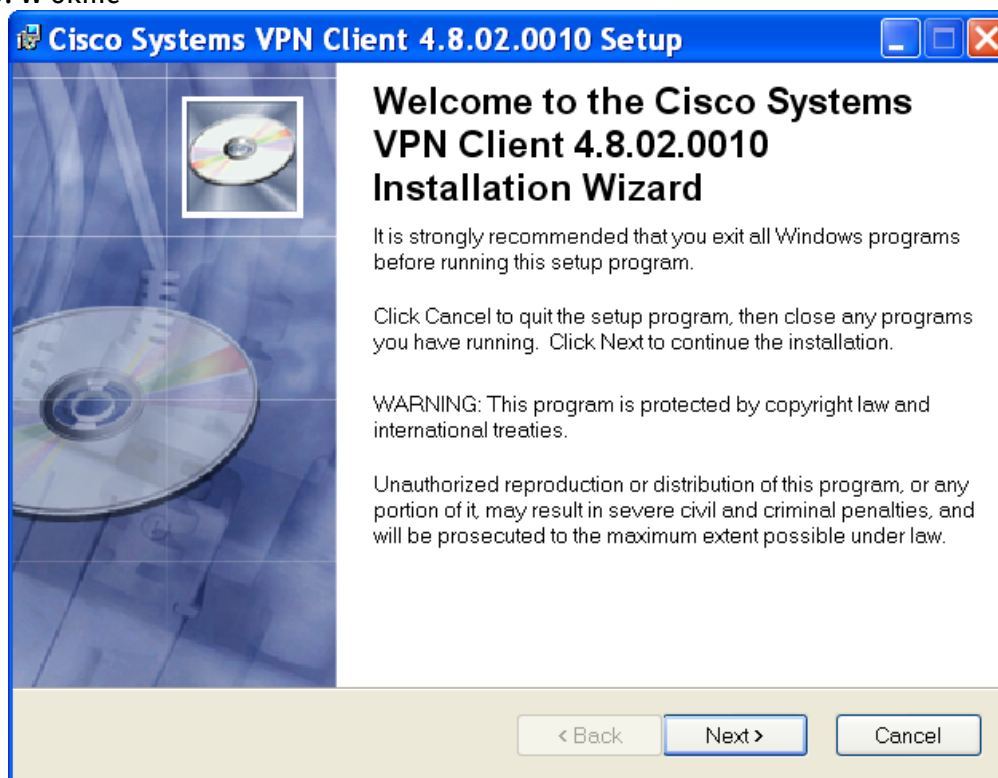 W oknie
Cisco Systems VPN Client 4.8.02.0010 Setup
Welcome to the Cisco Systems
VPN Client 4.8.02.0010
Installation Wizard
It is strongly recommended that you exit all Windows programs
before running this setup program.
Click Cancel to quit the setup program, then close any programs
you have running. Click Next to continue the installation.
WARNING: This program is protected by copyright law and
international treaties.
Unauthorized reproduction or distribution of this program, or any
portion of it, may result in severe civil and criminal penalties, and
will be prosecuted to the maximum extent possible under law.
< Back
Next >
Cancel